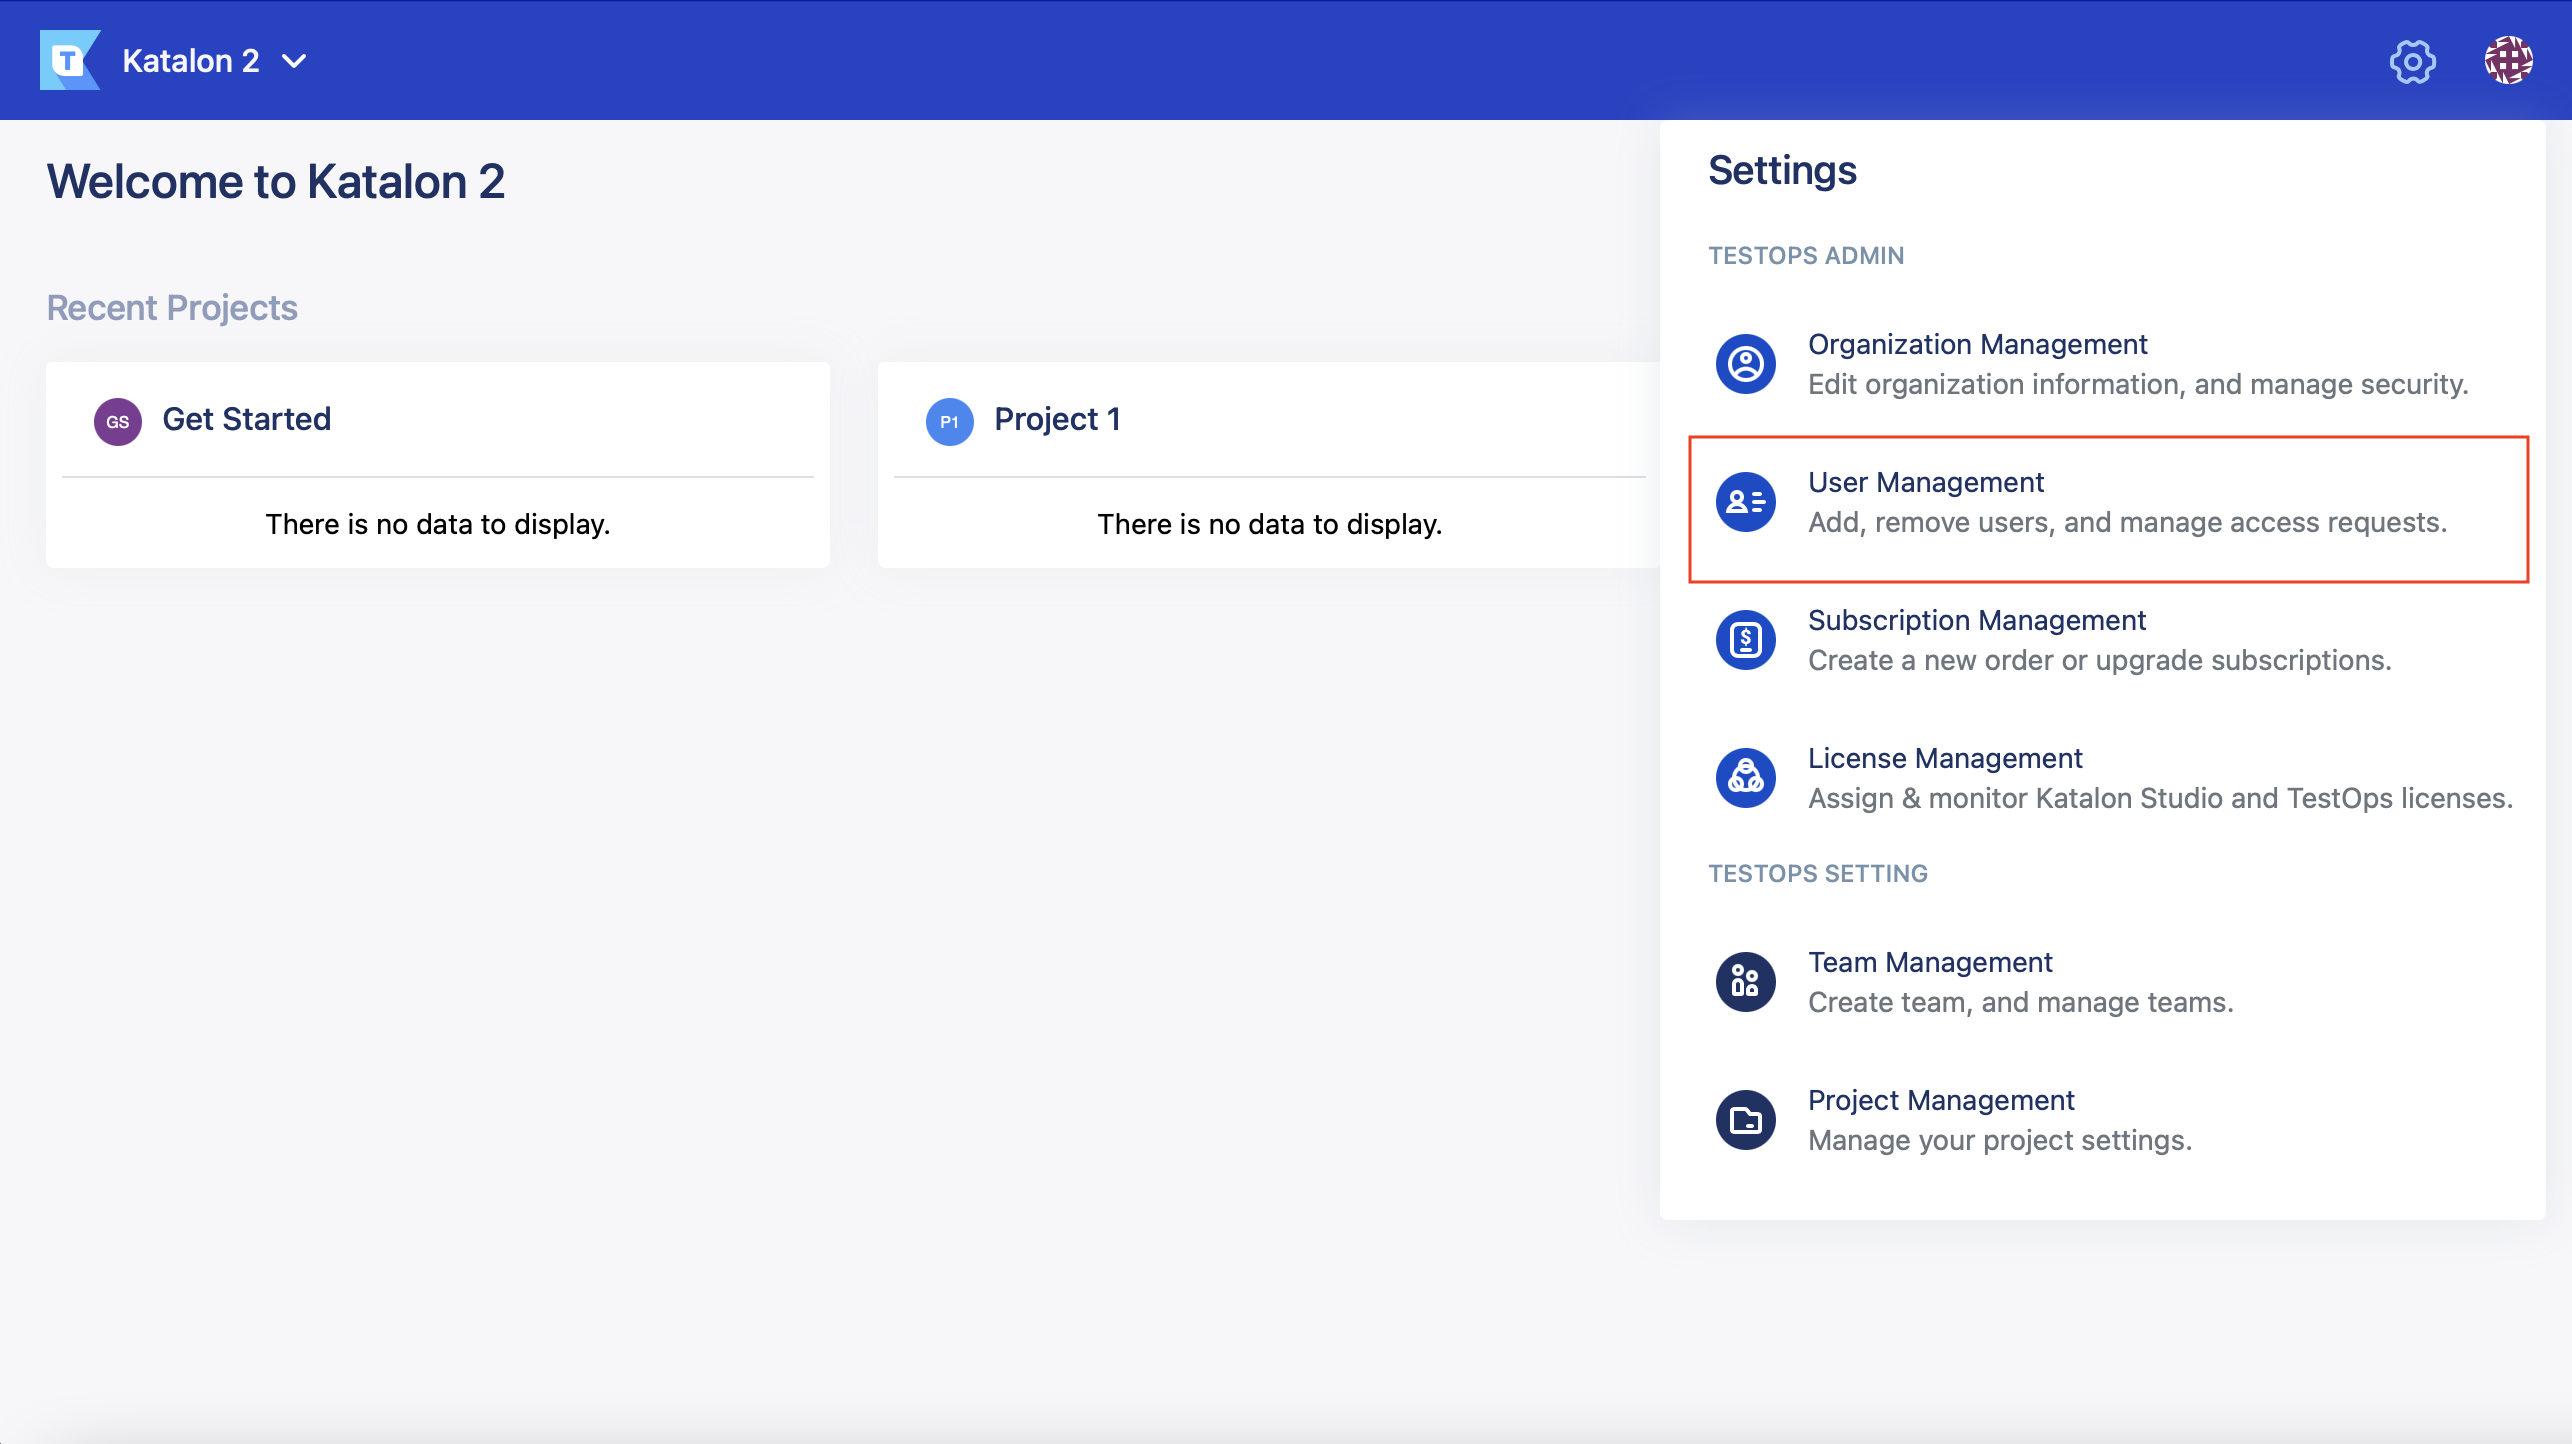 T
Katalon 2
Welcome to Katalon 2
Recent Projects
GS
Get Started
There is no data to display.
P1
Project 1
There is no data to display.
Settings
TESTOPS ADMIN
Organization Management
Edit organization information, and manage security.
User Management
Add, remove users, and manage access requests.
$
Subscription Management
Create a new order or upgrade subscriptions.
License Management
Assign & monitor Katalon Studio and TestOps licenses.
TESTOPS SETTING
Team Management
Create team, and manage teams.
Project Management
Manage your project settings.